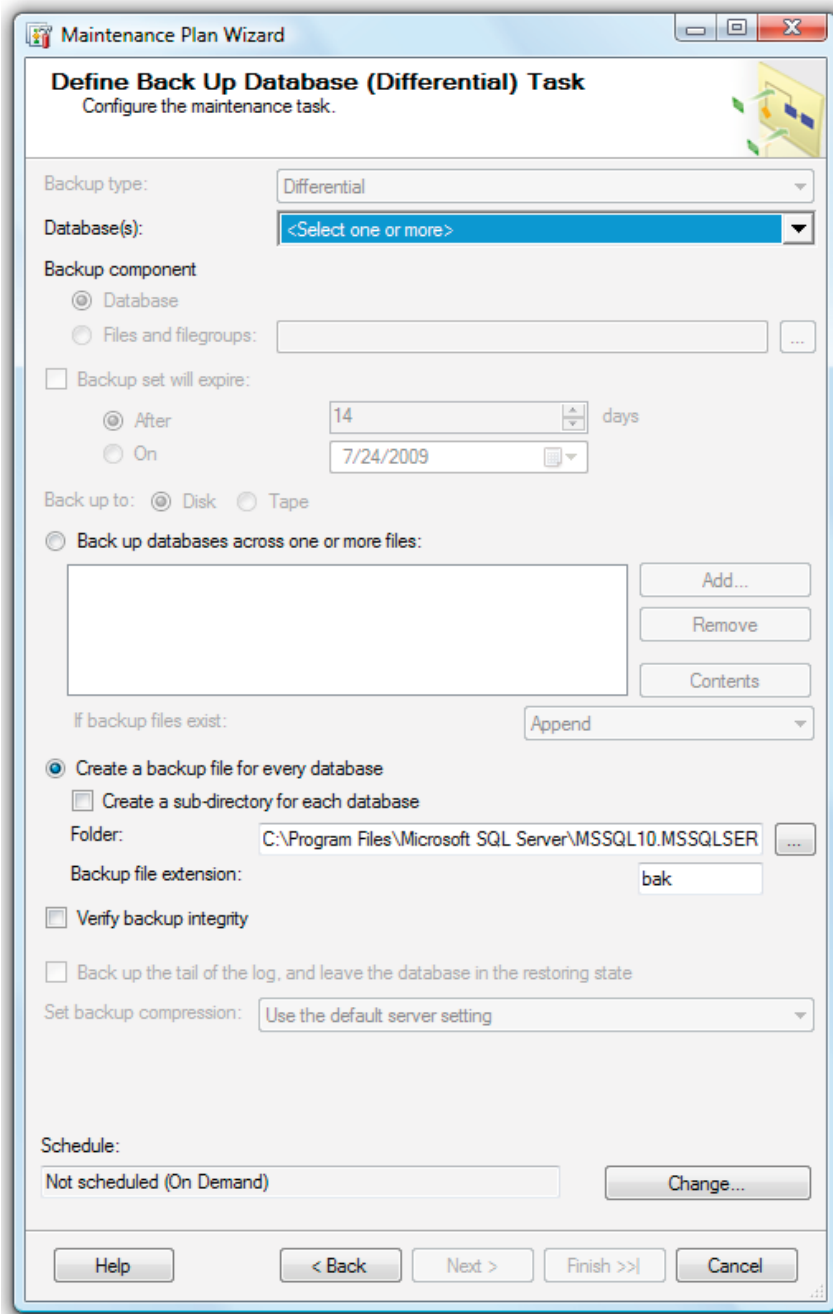 Maintenance Plan Wizard
Define Back Up Database (Differential) Task
Configure the maintenance task.
Backup type: Differential
Database(s): <Select one or more>
Backup component
Database
Files and filegroups: ...
Backup set will expire:
After 14 days
On 7/24/2009
Back up to: Disk Tape
Back up databases across one or more files:
Add...
Remove
Contents
If backup files exist: Append
Create a backup file for every database
Create a sub-directory for each database
Folder: C:\Program Files\Microsoft SQL Server\MSSQL10.MSSQLSER ...
Backup file extension: bak
Verify backup integrity
Back up the tail of the log, and leave the database in the restoring state
Set backup compression: Use the default server setting
Schedule:
Not scheduled (On Demand) Change...
Help < Back Next > Finish >>| Cancel